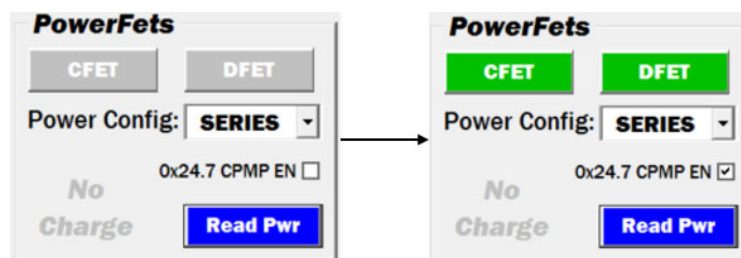 PowerFets
CFET DFET
Power Config: SERIES
0x24.7 CPMP EN
No
Charge
Read Pwr
PowerFets
CFET DFET
Power Config: SERIES
0x24.7 CPMP EN
No
Charge
Read Pwr